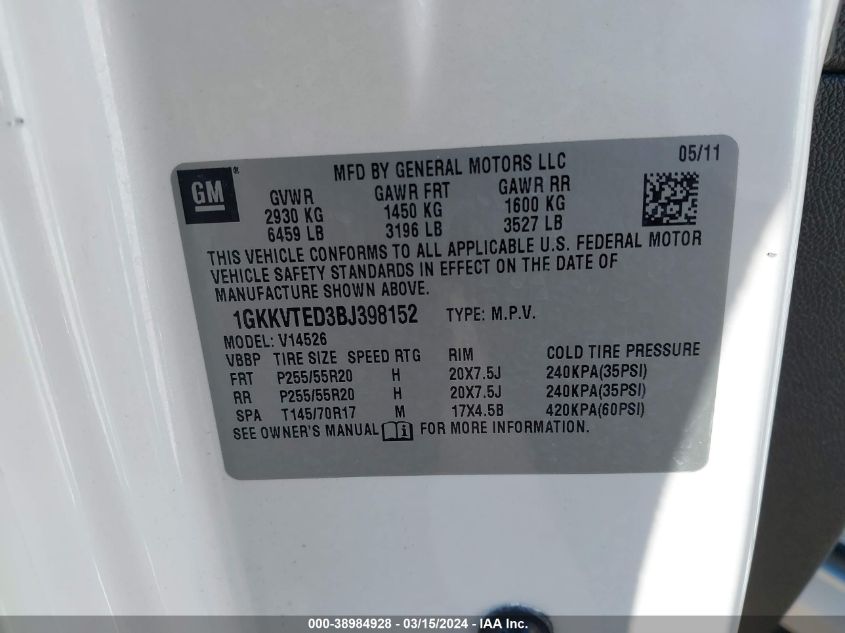 MFD BY GENERAL MOTORS LLC 05/11
GM®
GVWR GAWR FRT GAWR RR
2930 KG 1450 KG 1600 KG
6459 LB 3196 LB 3527 LB
THIS VEHICLE CONFORMS TO ALL APPLICABLE U.S. FEDERAL MOTOR
VEHICLE SAFETY STANDARDS IN EFFECT ON THE DATE OF
MANUFACTURE SHOWN ABOVE.
1GKKVTED3BJ398152 TYPE: M.P.V.
MODEL: V14526
VBBP TIRE SIZE SPEED RTG RIM COLD TIRE PRESSURE
FRT P255/55R20 H 20X7.5J 240KPA(35PSI)
RR P255/55R20 H 20X7.5J 240KPA(35PSI)
SPA T145/70R17 M 17X4.5B 420KPA(60PSI)
SEE OWNER'S MANUAL FOR MORE INFORMATION.
000-38984928 - 03/15/2024 - IAA Inc.